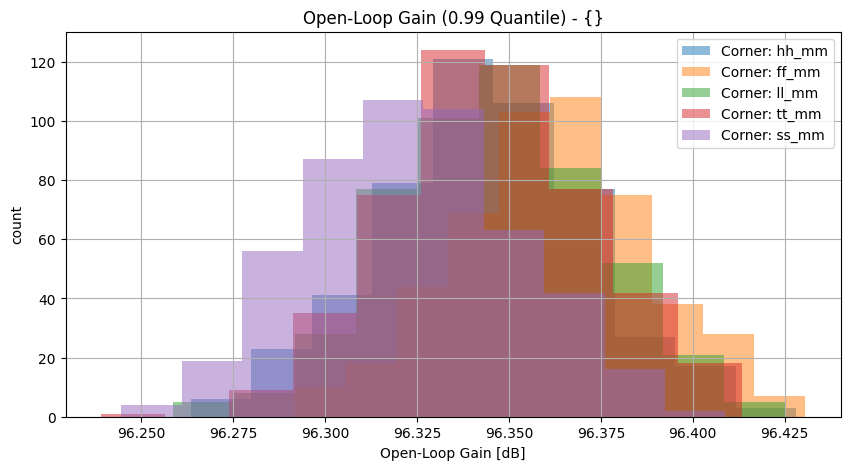 Open-Loop Gain (0.99 Quantile) - {}
Corner: hh_mm
Corner: ff_mm
Corner: ll_mm
Corner: tt_mm
Corner: ss_mm
count
120
100
80
60
40
20
0
96.250 96.275 96.300 96.325 96.350 96.375 96.400 96.425
Open-Loop Gain [dB]